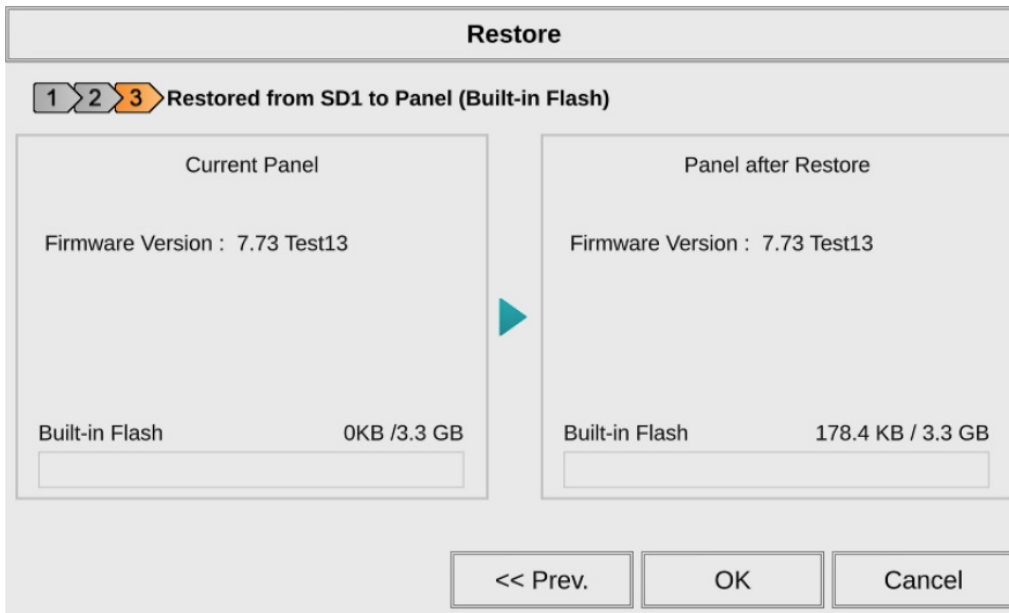 Restore
1 2 3 Restored from SD1 to Panel (Built-in Flash)
Current Panel
Firmware Version : 7.73 Test13
Built-in Flash 0KB /3.3 GB
Panel after Restore
Firmware Version : 7.73 Test13
Built-in Flash 178.4 KB / 3.3 GB
<< Prev. OK Cancel